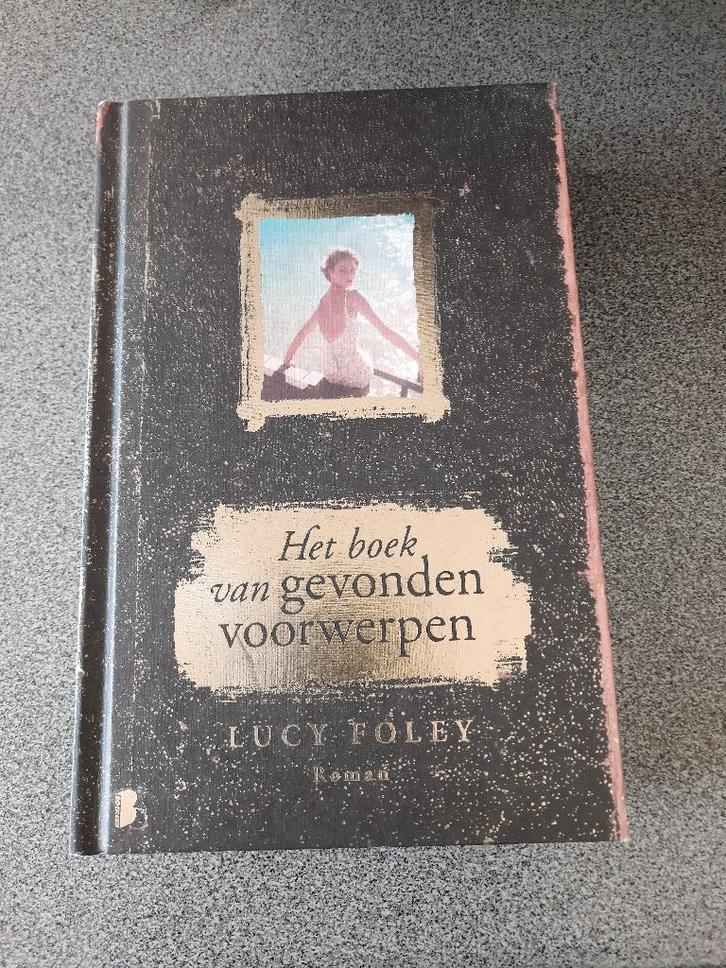 Het boek
van gevonden
voorwerpen
LUCY FOLEY
Roman
B